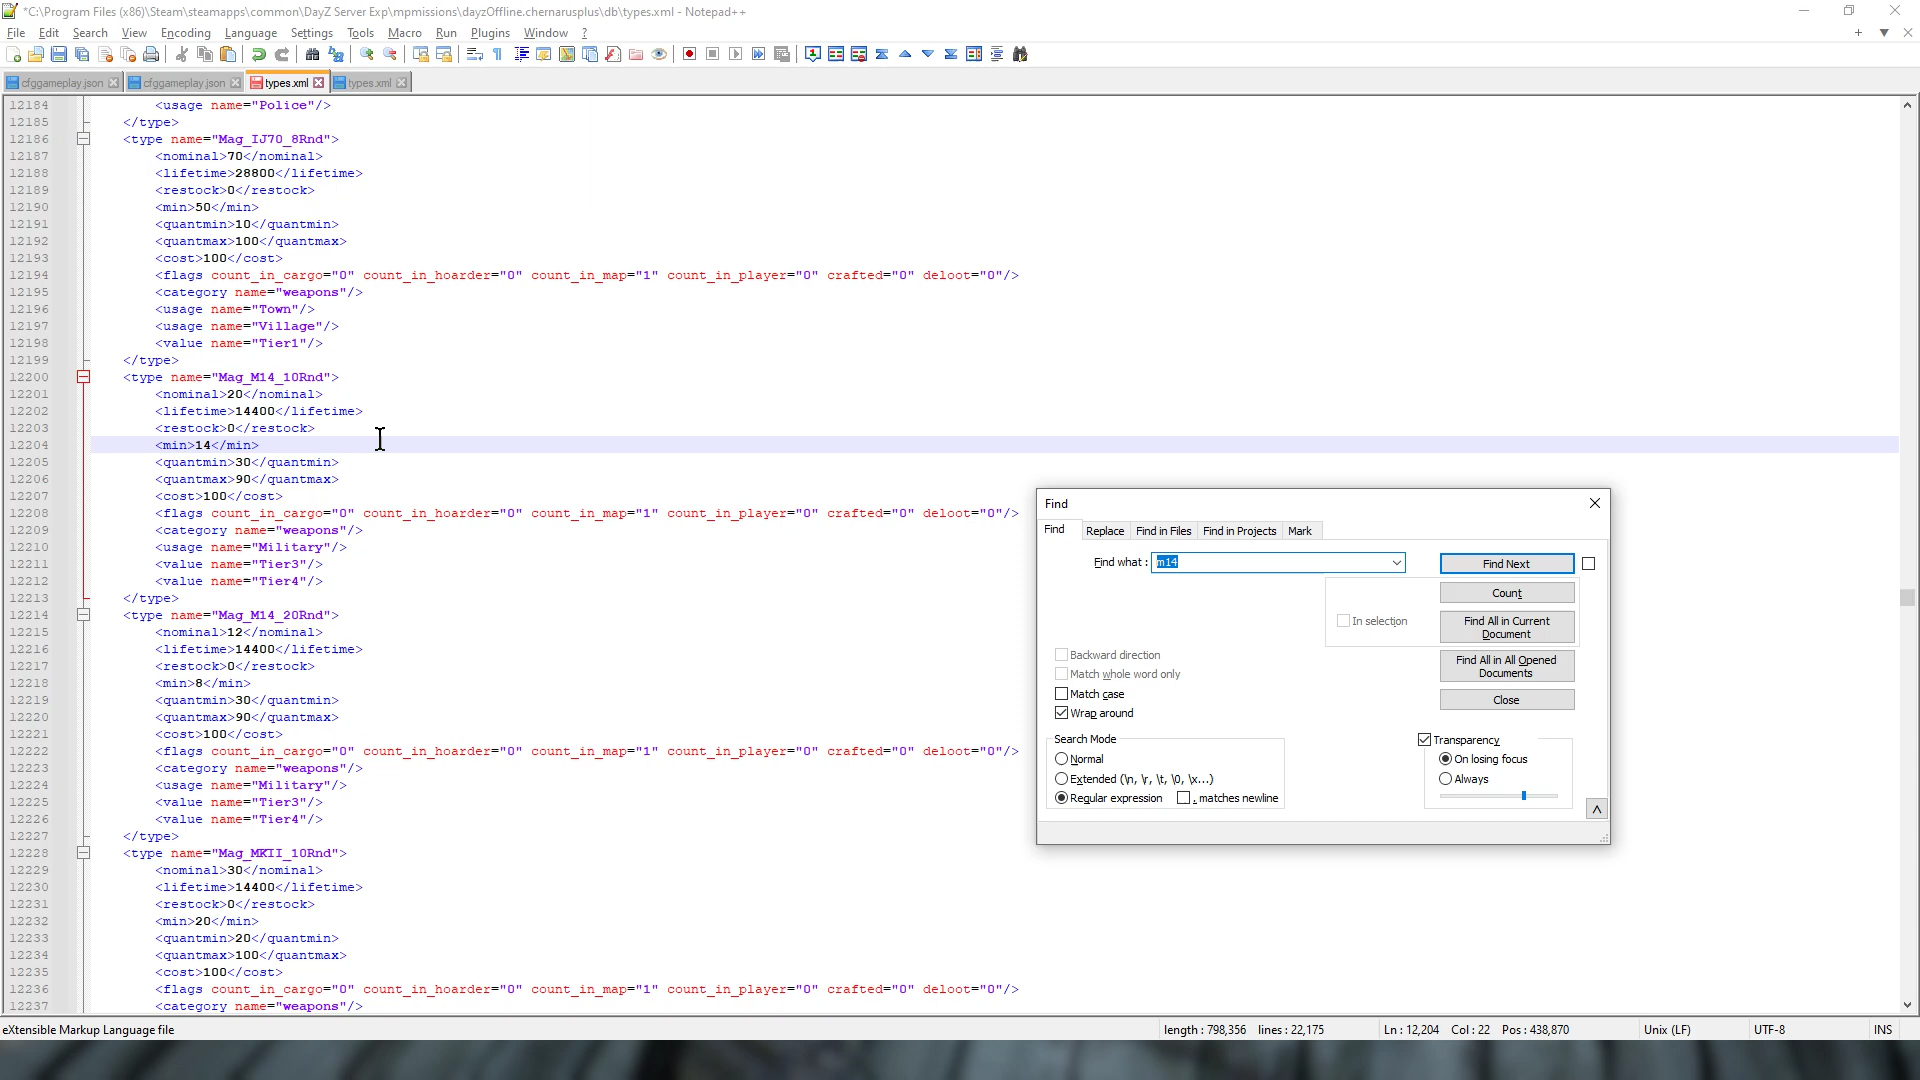 *C:\Program Files (x86)\Steam\steamapps\common\DayZ Server Exp\mpmissions\dayzOffline.chernarusplus\db\types.xml - Notepad++
File Edit Search View Encoding Language Settings Tools Macro Run Plugins Window ?
cfggameplay.json cfggameplay.json types.xml types.xml
12184 <usage name="Police"/>
12185 </type>
12186 <type name="Mag_IJ70_8Rnd">
12187 <nominal>70</nominal>
12188 <lifetime>28800</lifetime>
12189 <restock>0</restock>
12190 <min>50</min>
12191 <quantmin>10</quantmin>
12192 <quantmax>100</quantmax>
12193 <cost>100</cost>
12194 <flags count_in_cargo="0" count_in_hoarder="0" count_in_map="1" count_in_player="0" crafted="0" deloot="0"/>
12195 <category name="weapons"/>
12196 <usage name="Town"/>
12197 <usage name="Village"/>
12198 <value name="Tier1"/>
12199 </type>
12200 <type name="Mag_M14_10Rnd">
12201 <nominal>20</nominal>
12202 <lifetime>14400</lifetime>
12203 <restock>0</restock>
12204 <min>14</min>
12205 <quantmin>30</quantmin>
12206 <quantmax>90</quantmax>
12207 <cost>100</cost>
12208 <flags count_in_cargo="0" count_in_hoarder="0" count_in_map="1" count_in_player="0" crafted="0" deloot="0"/>
12209 <category name="weapons"/>
12210 <usage name="Military"/>
12211 <value name="Tier3"/>
12212 <value name="Tier4"/>
12213 </type>
12214 <type name="Mag_M14_20Rnd">
12215 <nominal>12</nominal>
12216 <lifetime>14400</lifetime>
12217 <restock>0</restock>
12218 <min>8</min>
12219 <quantmin>30</quantmin>
12220 <quantmax>90</quantmax>
12221 <cost>100</cost>
12222 <flags count_in_cargo="0" count_in_hoarder="0" count_in_map="1" count_in_player="0" crafted="0" deloot="0"/>
12223 <category name="weapons"/>
12224 <usage name="Military"/>
12225 <value name="Tier3"/>
12226 <value name="Tier4"/>
12227 </type>
12228 <type name="Mag_MKII_10Rnd">
12229 <nominal>30</nominal>
12230 <lifetime>14400</lifetime>
12231 <restock>0</restock>
12232 <min>20</min>
12233 <quantmin>20</quantmin>
12234 <quantmax>100</quantmax>
12235 <cost>100</cost>
12236 <flags count_in_cargo="0" count_in_hoarder="0" count_in_map="1" count_in_player="0" crafted="0" deloot="0"/>
12237 <category name="weapons"/>
Find
Find Replace Find in Files Find in Projects Mark
Find what : m14 Find Next
Count
In selection
Find All in Current
Document
Find All in All Opened
Documents
Close
Backward direction
Match whole word only
Match case
Wrap around
Search Mode
Normal
Extended (\n, \r, \t, \0, \x...)
Regular expression . matches newline
Transparency
On losing focus
Always
eXtensible Markup Language file length : 798,356 lines : 22,175 Ln : 12,204 Col : 22 Pos : 438,870 Unix (LF) UTF-8 INS